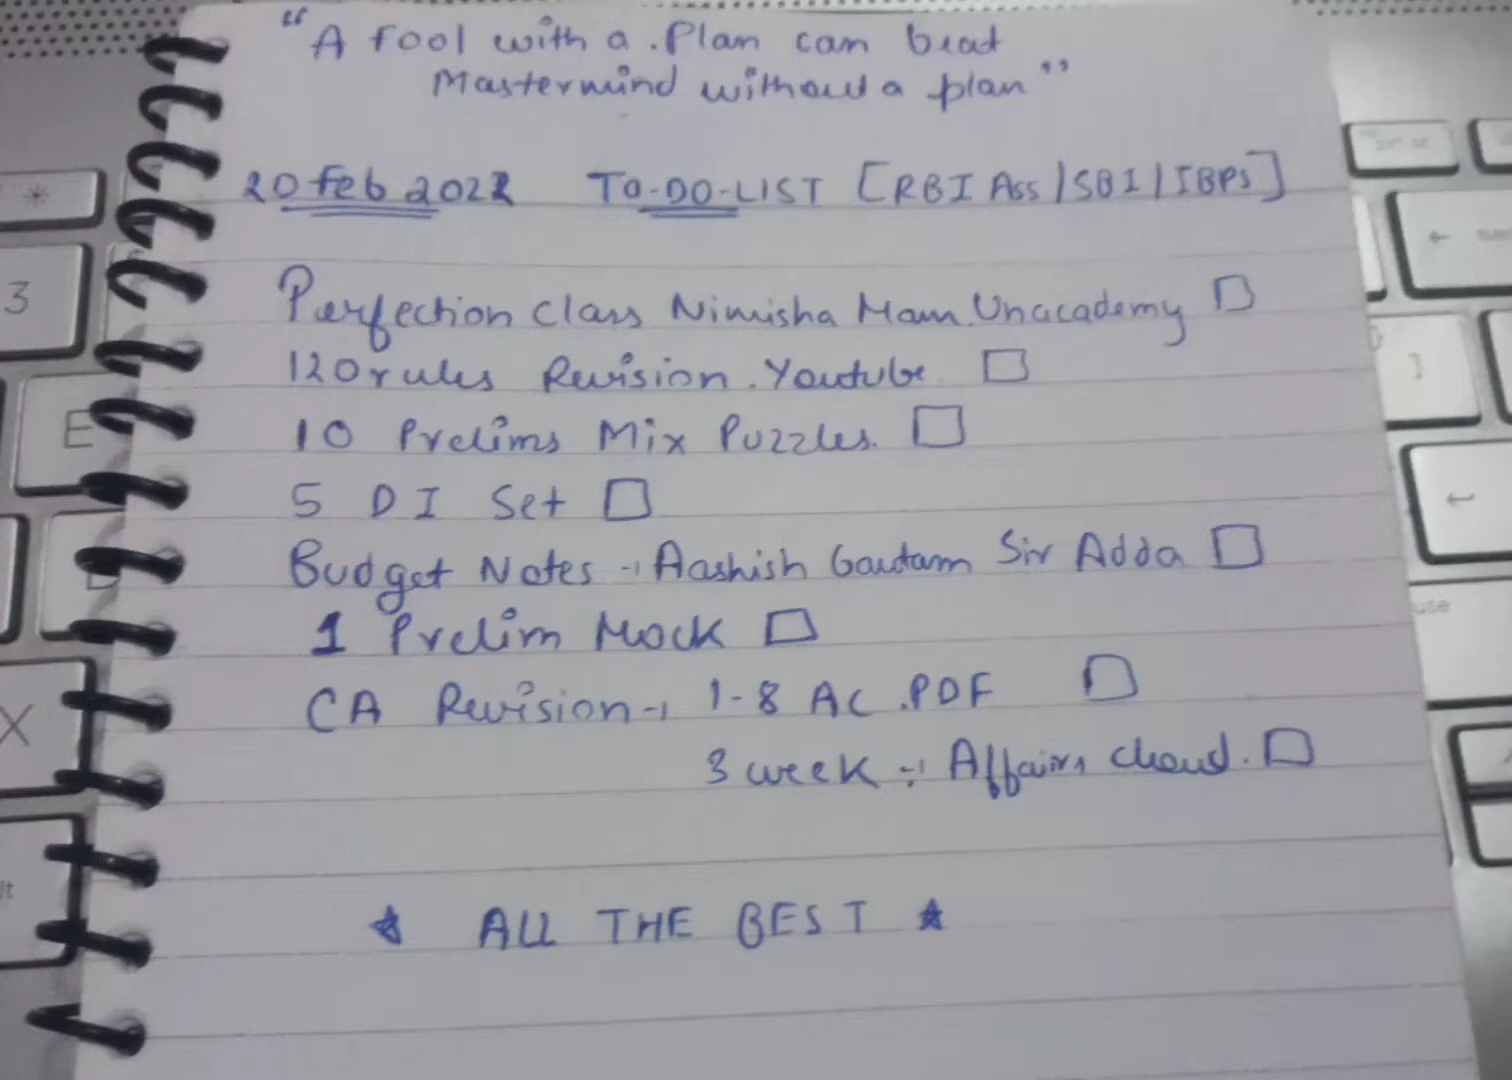 "A fool with a Plan can beat
Mastermind without a plan"
20 Feb 2022 TO-DO-LIST [RBI Ass/SBI/IBPS]
Perfection Class Nimisha Mam Unacademy
120 rules Revision Youtube
10 Prelims Mix Puzzles.
5 DI Set
Budget Notes :- Aashish Gautam Sir Adda
1 Prelim Mock
CA Revision :- 1-8 AC PDF
3 week :- Affairs cloud.
ALL THE BEST
*
3
E
X